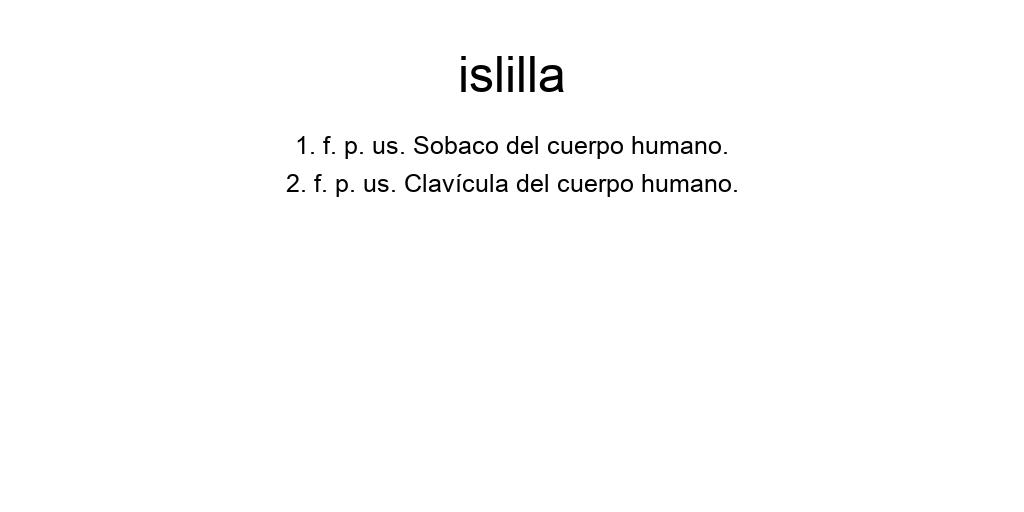 islilla
1. f. p. us. Sobaco del cuerpo humano.
2. f. p. us. Clavícula del cuerpo humano.